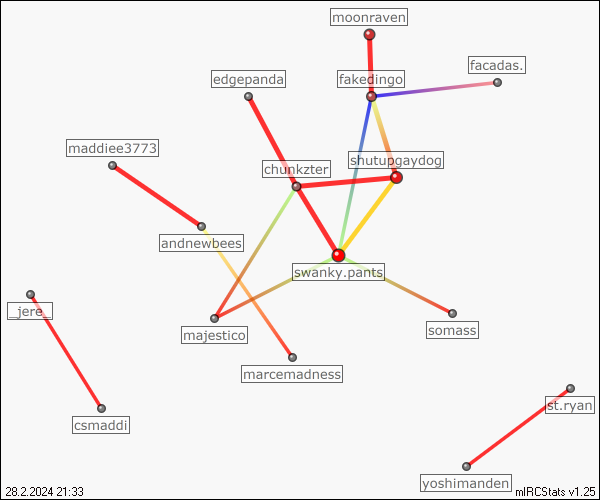 moonraven
facadas.
edgepanda
fakedingo
maddiee3773
shutupgaydog
chunkzter
andnewbees
swanky.pants
_jere_
majestico
somass
marcemadness
st.ryan
csmaddi
yoshimanden
28.2.2024 21:33
mIRCStats v1.25